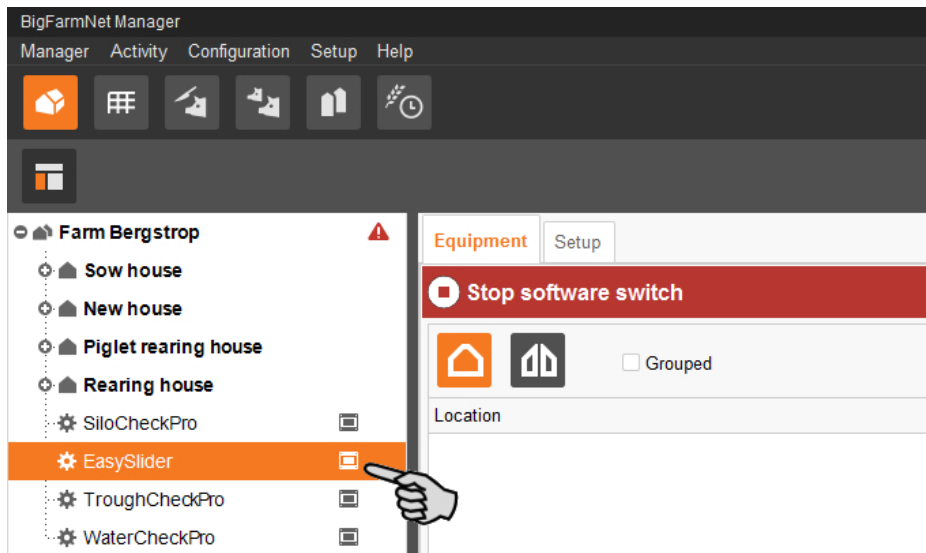 BigFarmNet Manager
Manager Activity Configuration Setup Help
Farm Bergstrop
Sow house
New house
Piglet rearing house
Rearing house
SiloCheckPro
EasySlider
TroughCheckPro
WaterCheckPro
Equipment Setup
Stop software switch
Grouped
Location